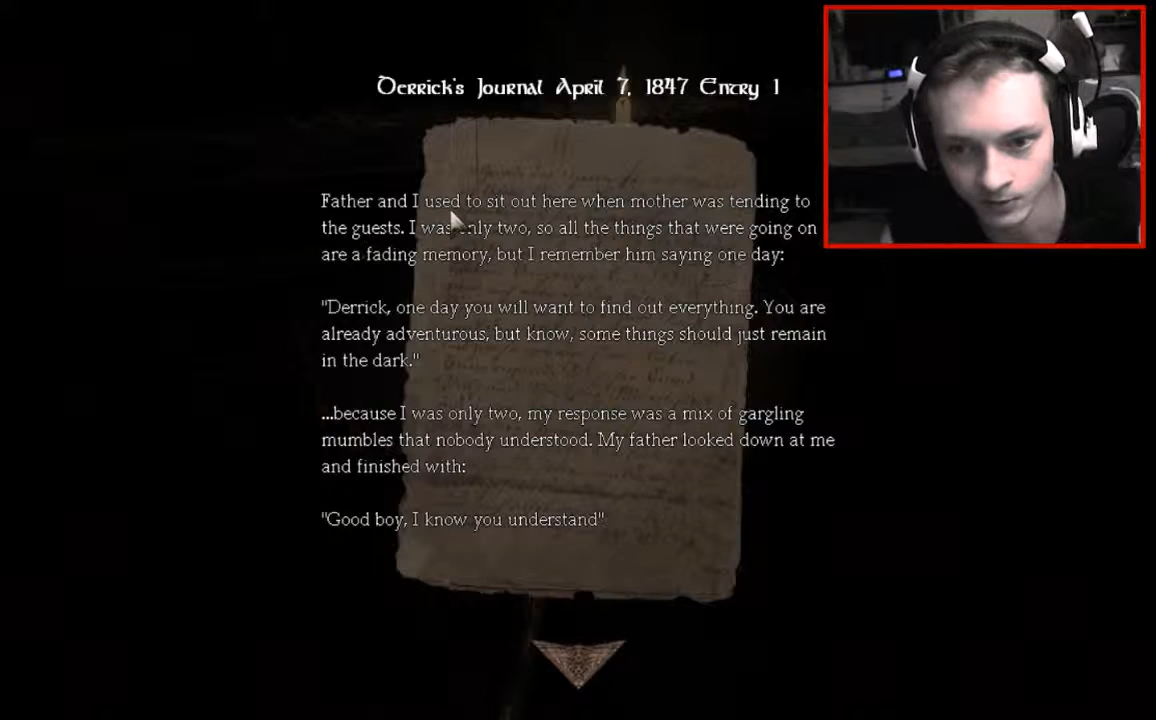 Derrick's Journal April 7, 1847 Entry 1
Father and I used to sit out here when mother was tending to
the guests. I was only two, so all the things that were going on
are a fading memory, but I remember him saying one day:
"Derrick, one day you will want to find out everything. You are
already adventurous, but know, some things should just remain
in the dark."
...because I was only two, my response was a mix of gargling
mumbles that nobody understood. My father looked down at me
and finished with:
"Good boy, I know you understand"